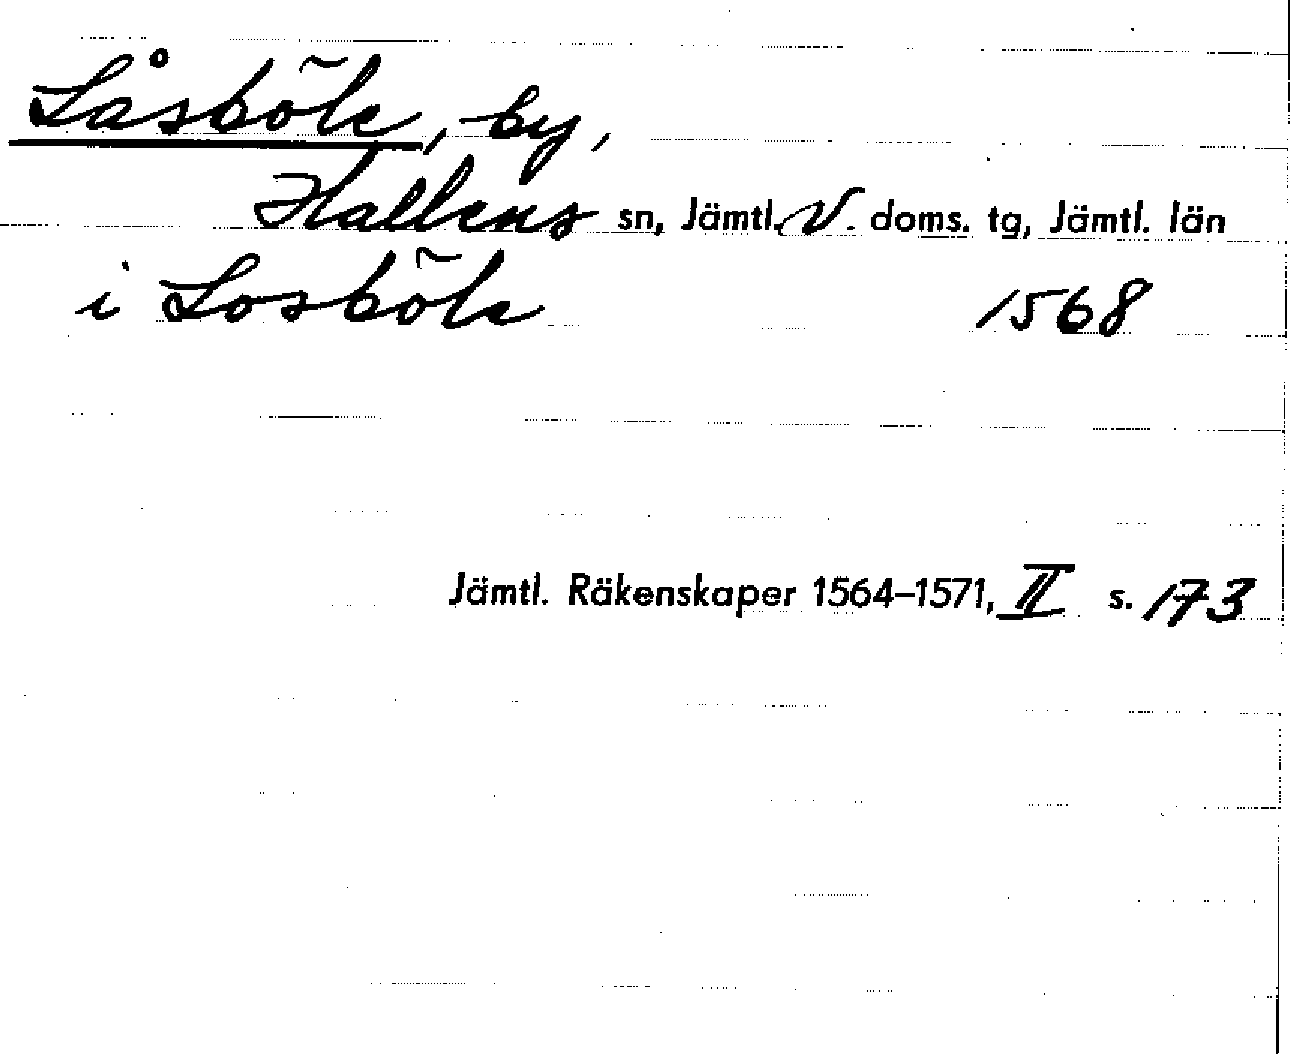 Låsböle, by,
Hallens sn, Jämtl. V. doms. tg, Jämtl. län
i Losböle 1568
Jämtl. Räkenskaper 1564–1571, II s. 173